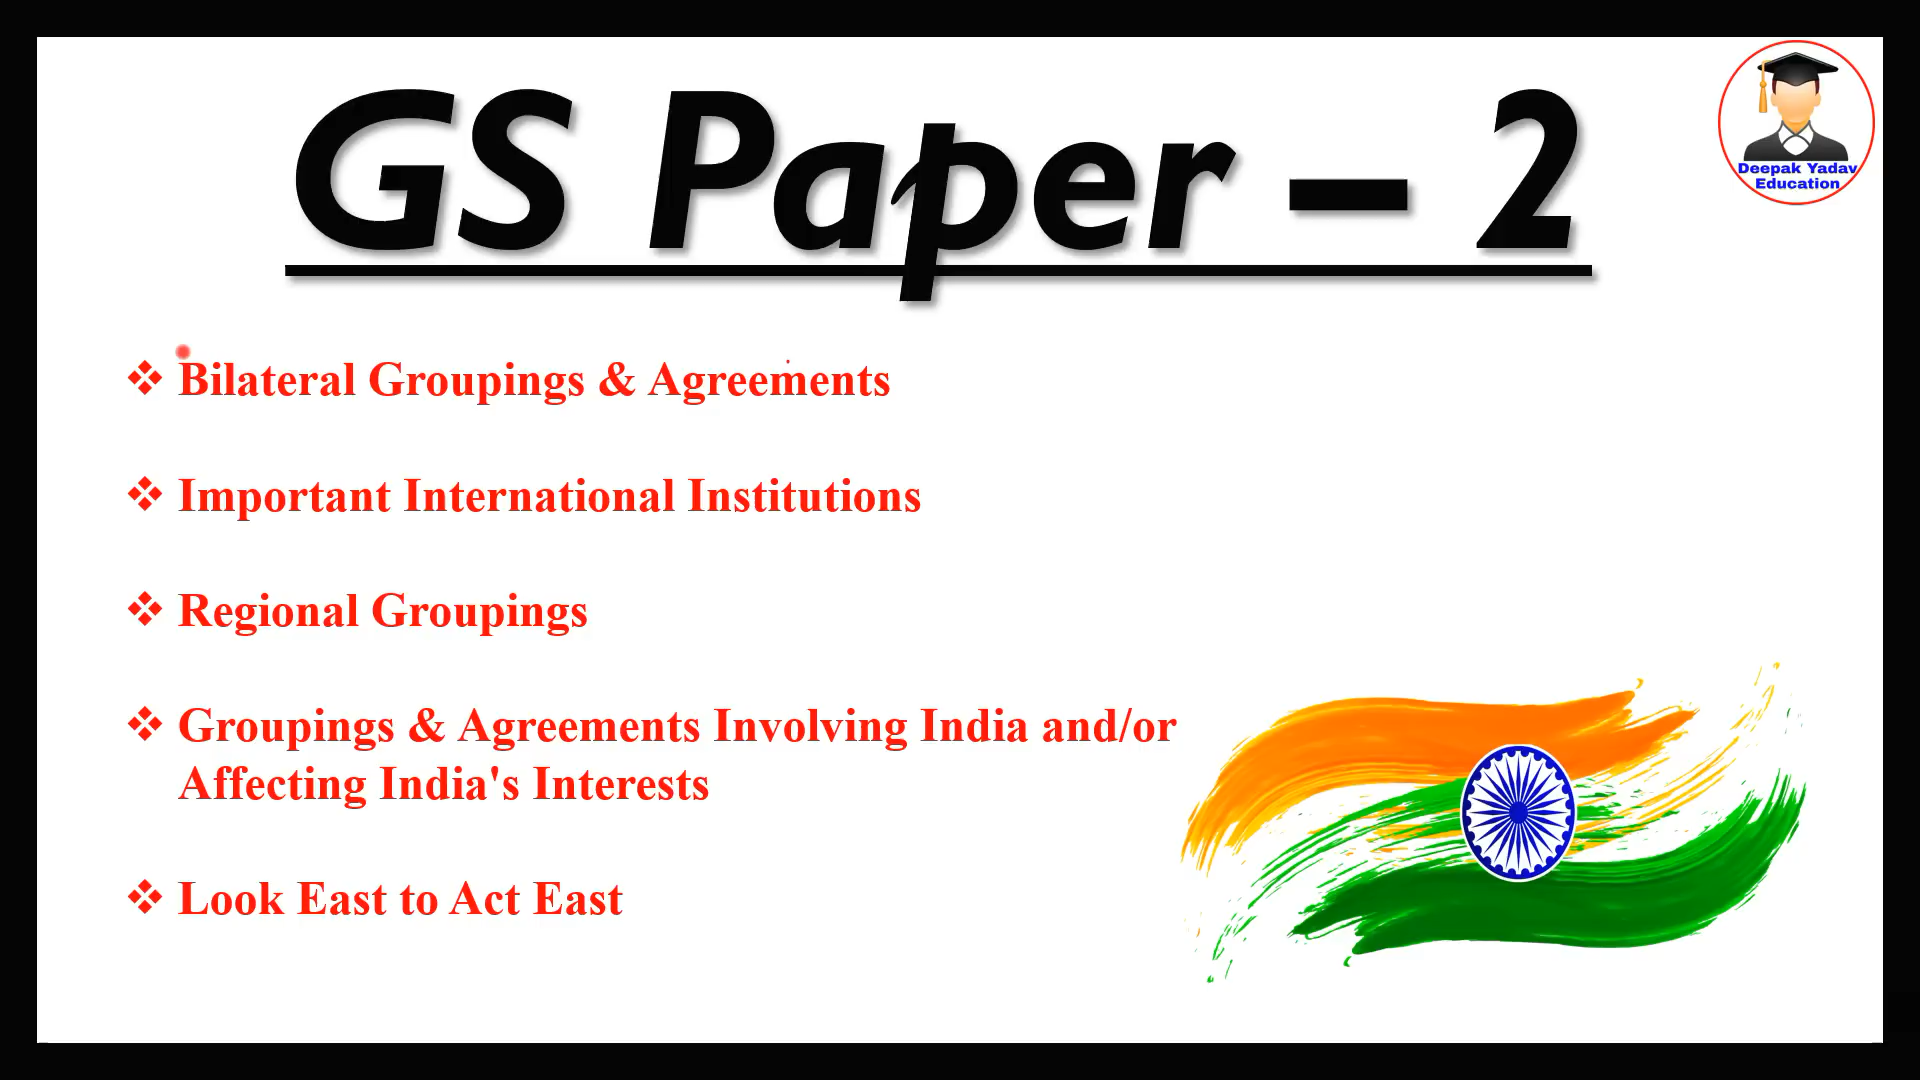 GS Paper – 2
Deepak Yadav
Education
Bilateral Groupings & Agreements
Important International Institutions
Regional Groupings
Groupings & Agreements Involving India and/or
Affecting India's Interests
Look East to Act East